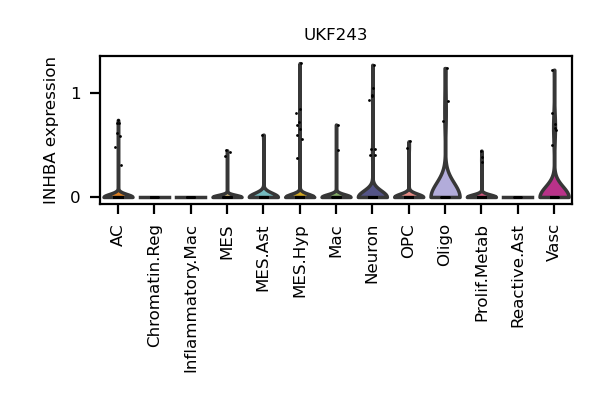 UKF243
INHBA expression
1
0
AC
Chromatin.Reg
Inflammatory.Mac
MES
MES.Ast
MES.Hyp
Mac
Neuron
OPC
Oligo
Prolif.Metab
Reactive.Ast
Vasc